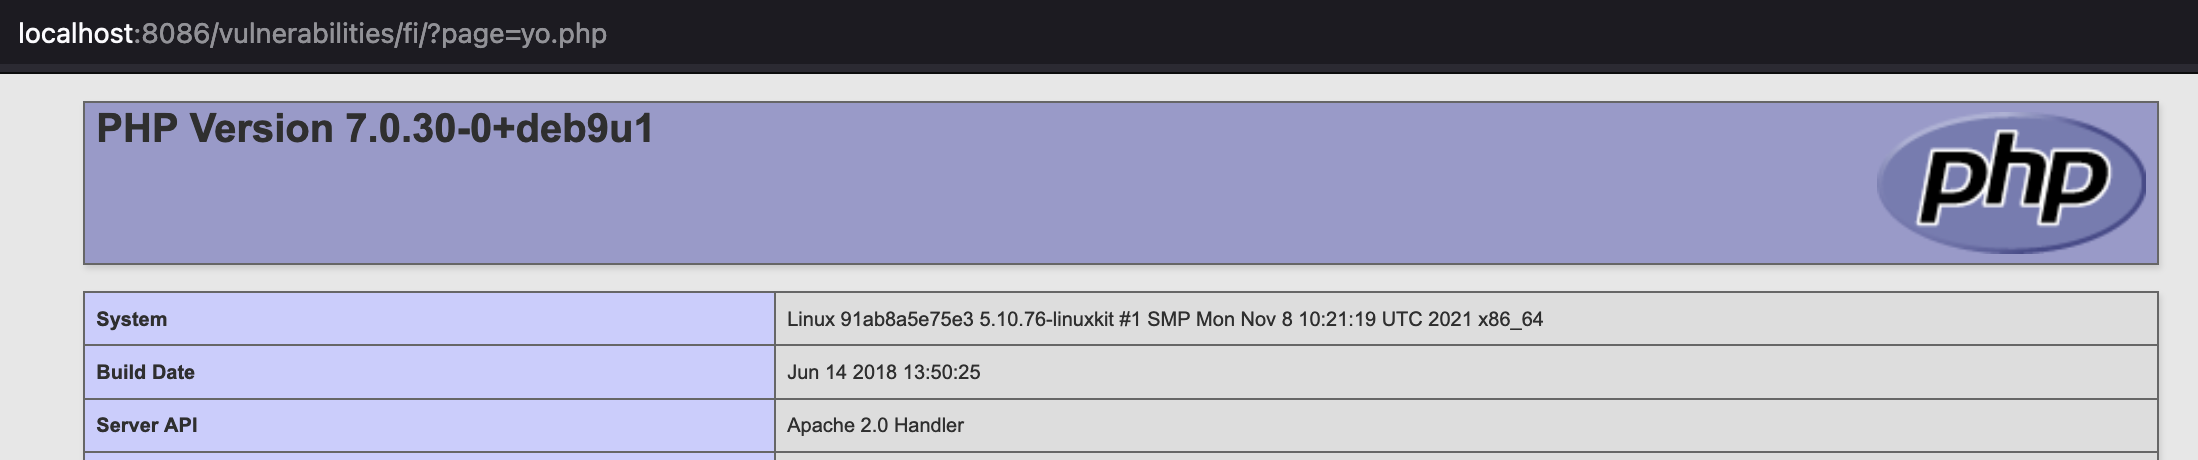 localhost:8086/vulnerabilities/fi/?page=yo.php
PHP Version 7.0.30-0+deb9u1
php
System Linux 91ab8a5e75e3 5.10.76-linuxkit #1 SMP Mon Nov 8 10:21:19 UTC 2021 x86_64
Build Date Jun 14 2018 13:50:25
Server API Apache 2.0 Handler